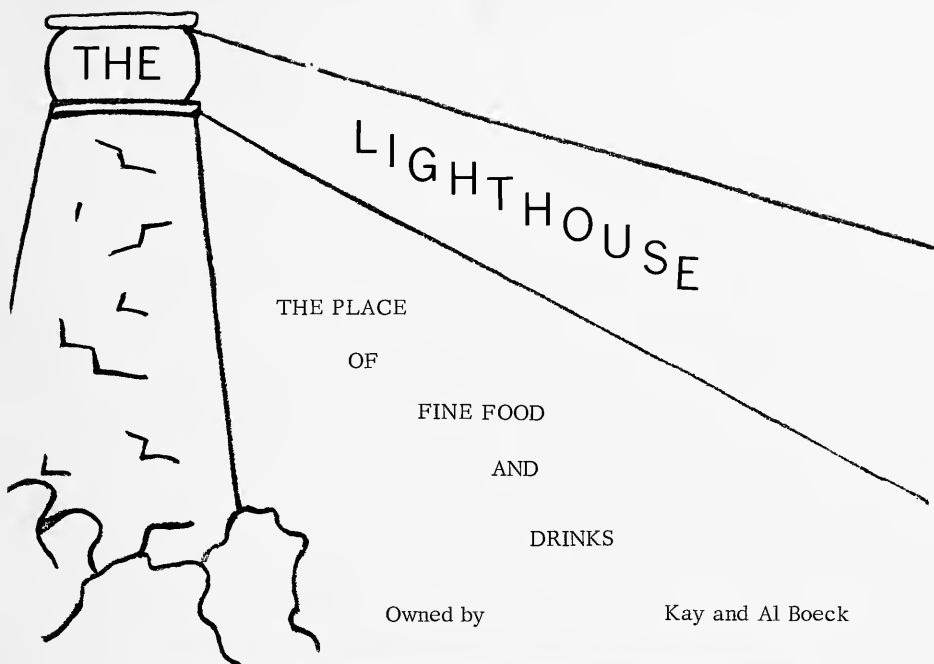 THE
LIGHTHOUSE
THE PLACE
OF
FINE FOOD
AND
DRINKS
Owned by Kay and Al Boeck